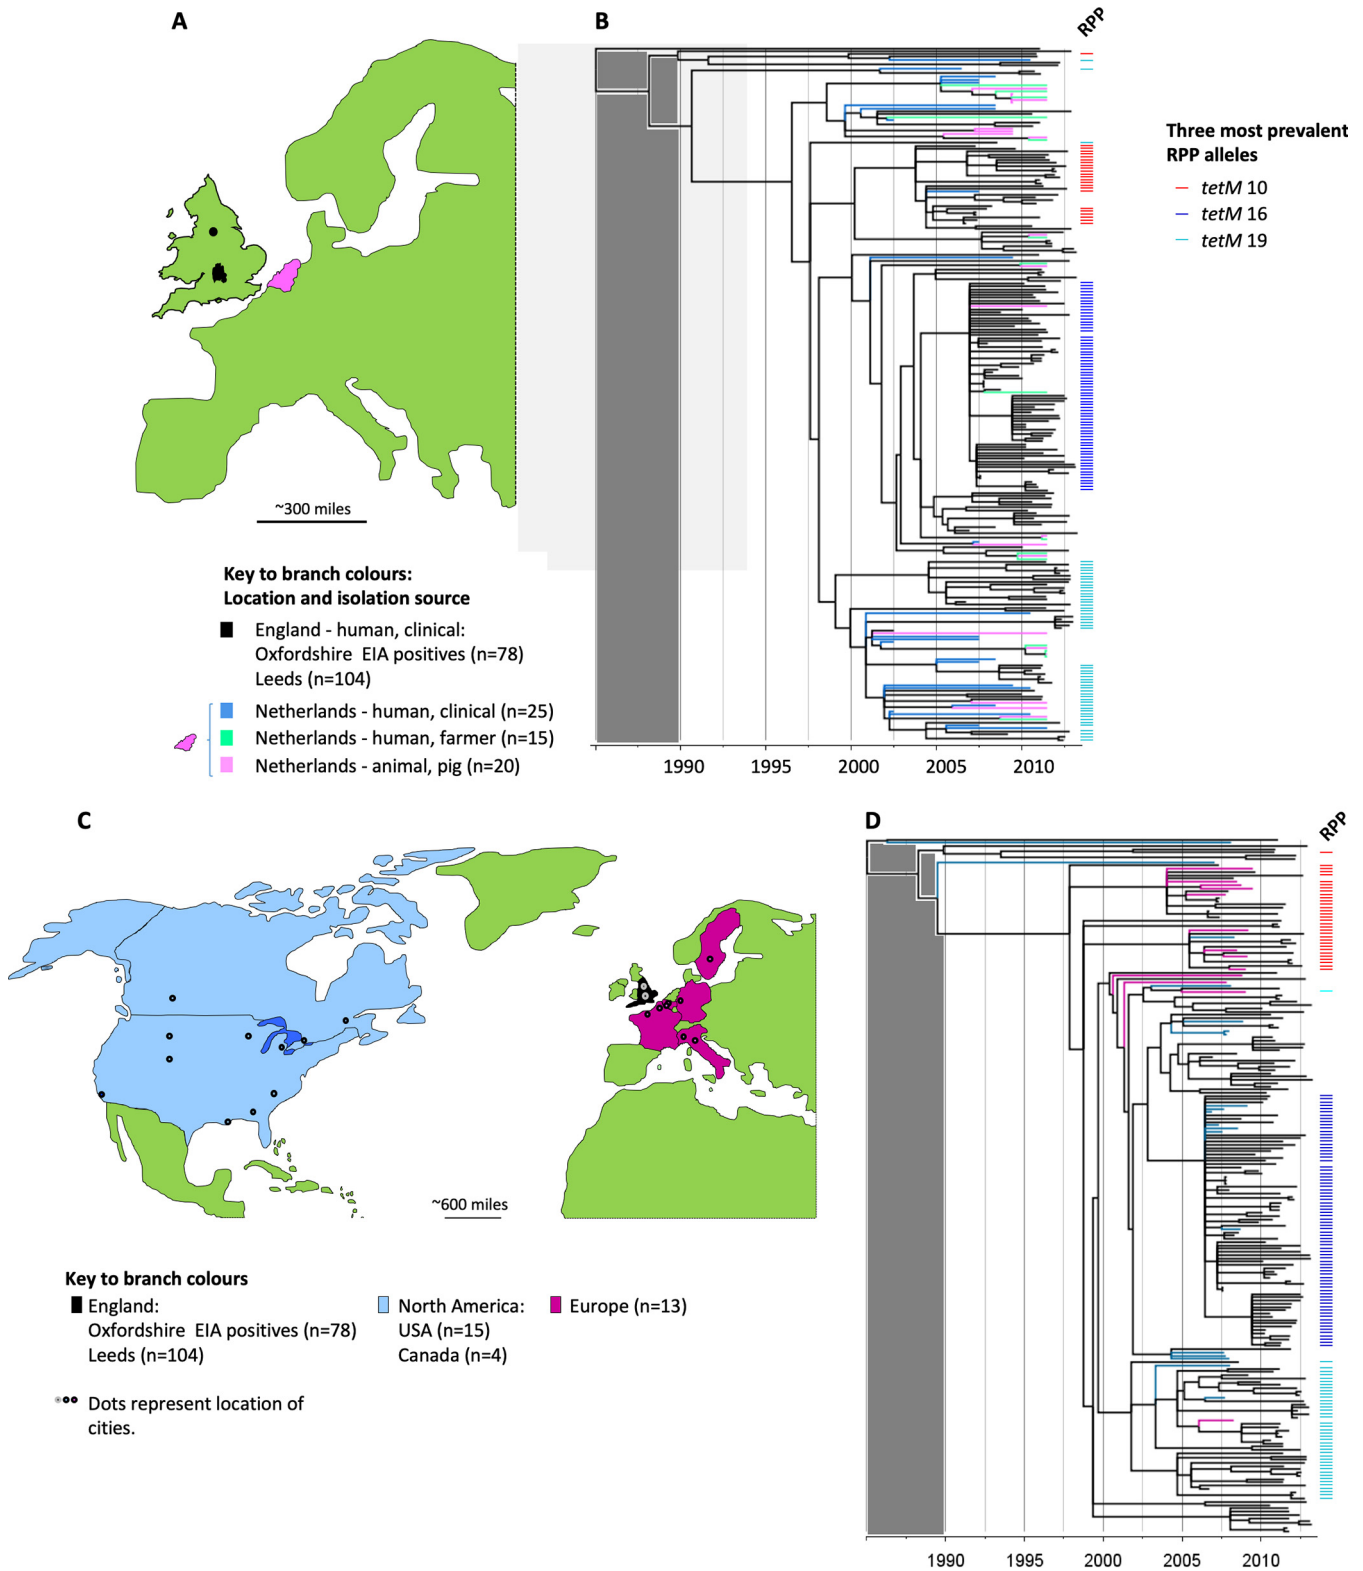 A
B
RPP
Three most prevalent
RPP alleles
tetM 10
tetM 16
tetM 19
~300 miles
Key to branch colours:
Location and isolation source
England - human, clinical:
Oxfordshire EIA positives (n=78)
Leeds (n=104)
Netherlands - human, clinical (n=25)
Netherlands - human, farmer (n=15)
Netherlands - animal, pig (n=20)
1990 1995 2000 2005 2010
C
D
RPP
~600 miles
Key to branch colours
England:
Oxfordshire EIA positives (n=78)
Leeds (n=104)
North America:
USA (n=15)
Canada (n=4)
Europe (n=13)
Dots represent location of
cities.
1990 1995 2000 2005 2010